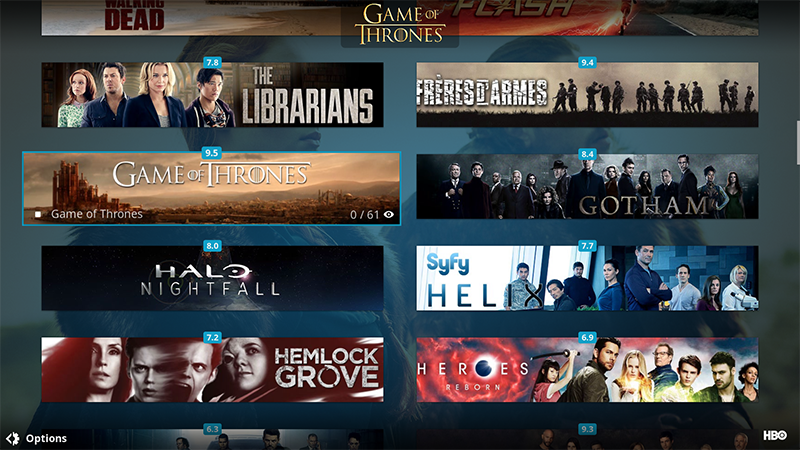 WALKING
DEAD
FLASH
GAME OF
THRONES
7.8
THE
LIBRARIANS
9.4
FRÈRES D'ARMES
9.5
GAME OF THRONES
Game of Thrones
0 / 61
8.4
GOTHAM
8.0
HALO
NIGHTFALL
7.7
Syfy
HELIX
7.2
HEMLOCK
GROVE
6.9
HEROES
REBORN
6.3
9.3
Options
HBO